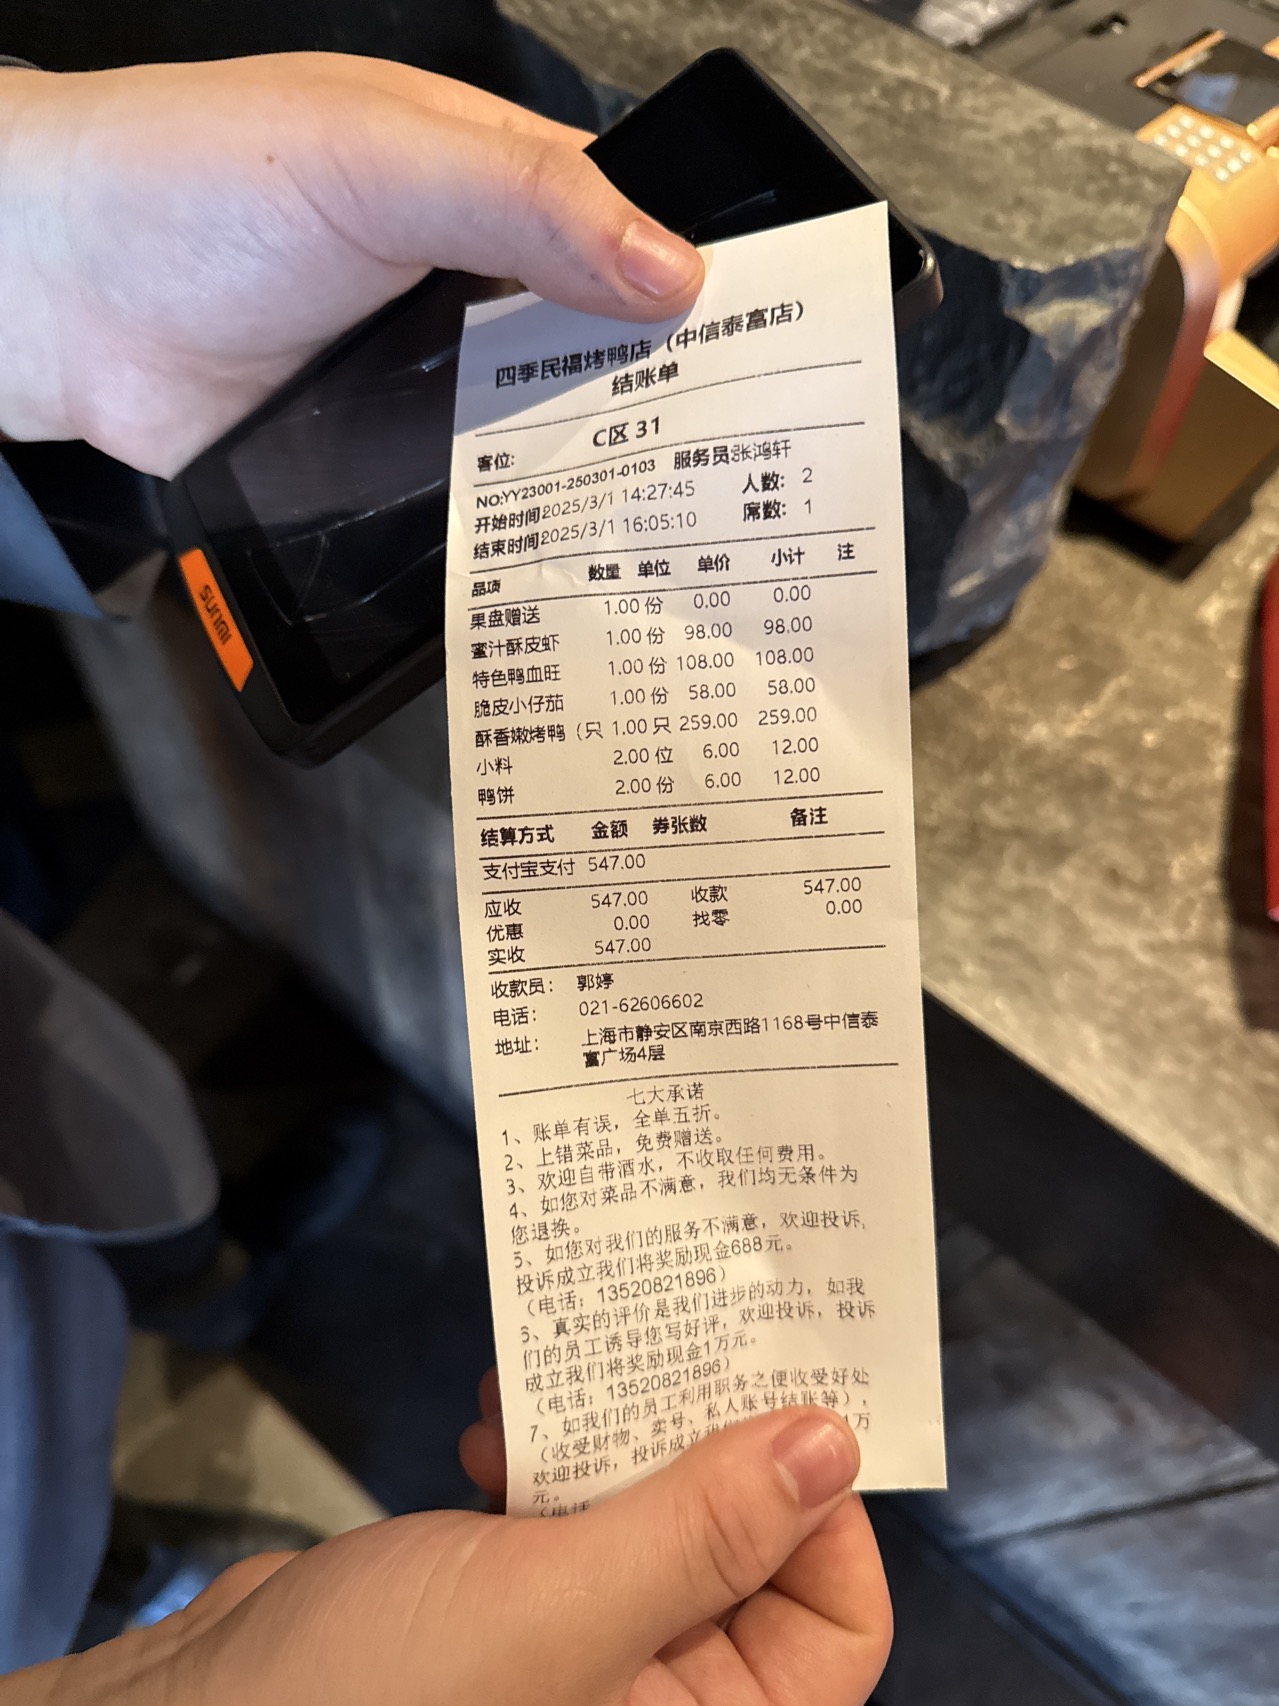 sunmi
四季民福烤鸭店（中信泰富店）
结账单
客位: C区 31
NO:YY23001-250301-0103 服务员:张鸿轩
开始时间2025/3/1 14:27:45 人数: 2
结束时间2025/3/1 16:05:10 席数: 1
品项 数量 单位 单价 小计 注
果盘赠送 1.00 份 0.00 0.00
蜜汁酥皮虾 1.00 份 98.00 98.00
特色鸭血旺 1.00 份 108.00 108.00
脆皮小仔茄 1.00 份 58.00 58.00
酥香嫩烤鸭（只 1.00 只 259.00 259.00
小料 2.00 位 6.00 12.00
鸭饼 2.00 份 6.00 12.00
结算方式 金额 券张数 备注
支付宝支付 547.00
应收 547.00 收款 547.00
优惠 0.00 找零 0.00
实收 547.00
收款员: 郭婷
电话: 021-62606602
地址: 上海市静安区南京西路1168号中信泰
富广场4层
七大承诺
1、账单有误，全单五折。
2、上错菜品，免费赠送。
3、欢迎自带酒水，不收取任何费用。
4、如您对菜品不满意，我们均无条件为
您退换。
5、如您对我们的服务不满意，欢迎投诉，
投诉成立我们将奖励现金688元。
（电话：13520821896）
6、真实的评价是我们进步的动力，如我
们的员工诱导您写好评，欢迎投诉，投诉
成立我们将奖励现金1万元。
（电话：13520821896）
7、如我们的员工利用职务之便收受好处
（收受财物、卖号、私人账号结账等），
欢迎投诉，投诉成立我们 1万
元。
（电话